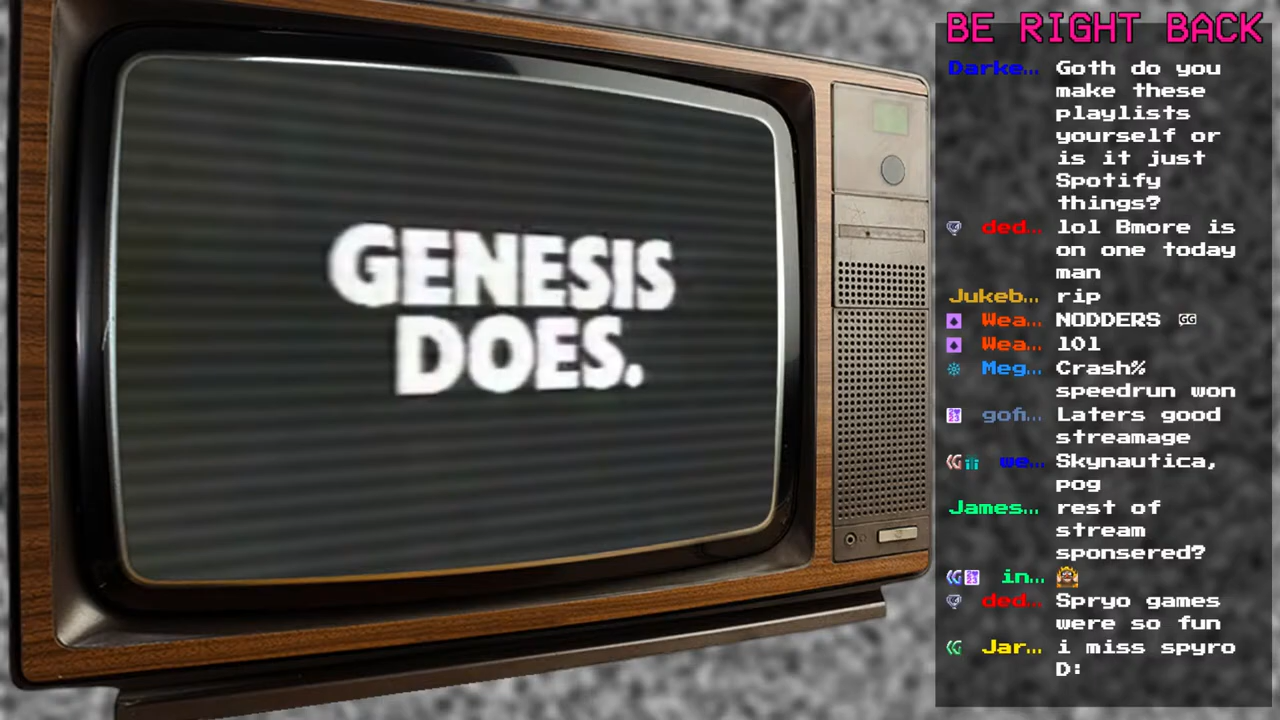 GENESIS
DOES.
BE RIGHT BACK
Darke... Goth do you
make these
playlists
yourself or
is it just
Spotify
things?
ded... lol Bmore is
on one today
man
Jukeb... rip
Wea... NODDERS GG
Wea... lol
Meg... Crash%
speedrun won
gofi... Laters good
streamage
we... Skynautica,
pog
James... rest of
stream
sponsered?
in...
ded... Spryo games
were so fun
Jar... i miss spyro
D: